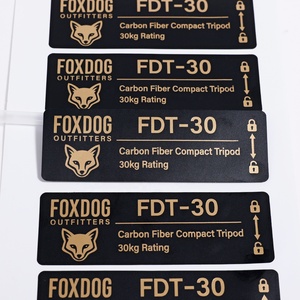 FOXDOG
OUTFITTERS
FDT-30
Carbon Fiber Compact Tripod
30kg Rating
FOXDOG
OUTFITTERS
FDT-30
Carbon Fiber Compact Tripod
30kg Rating
FOXDOG
OUTFITTERS
FDT-30
Carbon Fiber Compact Tripod
30kg Rating
FOXDOG
OUTFITTERS
FDT-30
Carbon Fiber Compact Tripod
30kg Rating
FOXDOG
FDT-30